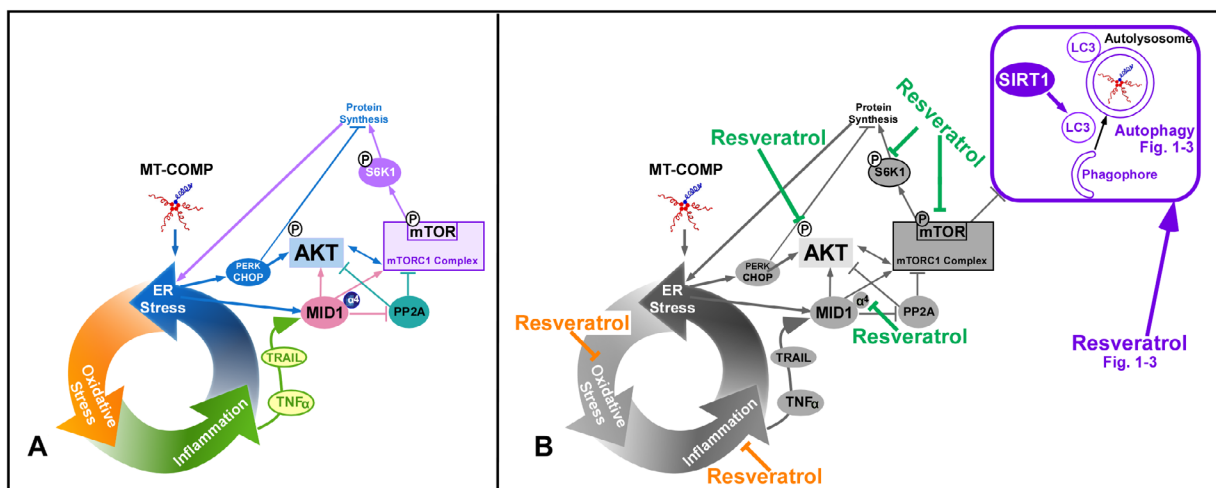 Protein
Synthesis
MT-COMP
P
S6K1
P
mTOR
mTORC1 Complex
P
AKT
PERK
CHOP
ER
Stress
MID1
α4
PP2A
TRAIL
TNFα
Oxidative
Stress
Inflammation
A
Autolysosome
LC3
SIRT1
LC3
Autophagy
Fig. 1-3
Phagophore
Resveratrol
Fig. 1-3
Resveratrol
Resveratrol
Protein
Synthesis
MT-COMP
P
S6K1
P
mTOR
mTORC1 Complex
P
AKT
PERK
CHOP
ER
Stress
MID1
α4
PP2A
Resveratrol
Resveratrol
TRAIL
TNFα
Oxidative
Stress
Inflammation
Resveratrol
B